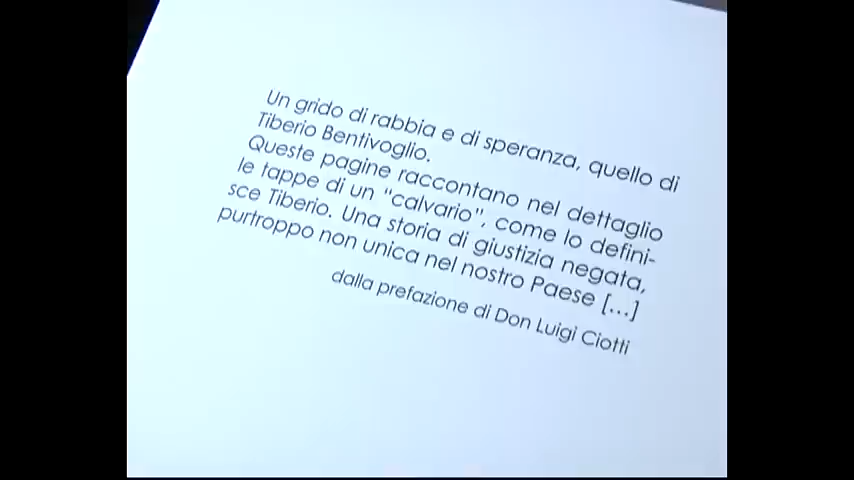 Un grido di rabbia e di speranza, quello di
Tiberio Bentivoglio.
Queste pagine raccontano nel dettaglio
le tappe di un "calvario", come lo defini-
sce Tiberio. Una storia di giustizia negata,
purtroppo non unica nel nostro Paese [...]
dalla prefazione di Don Luigi Ciotti